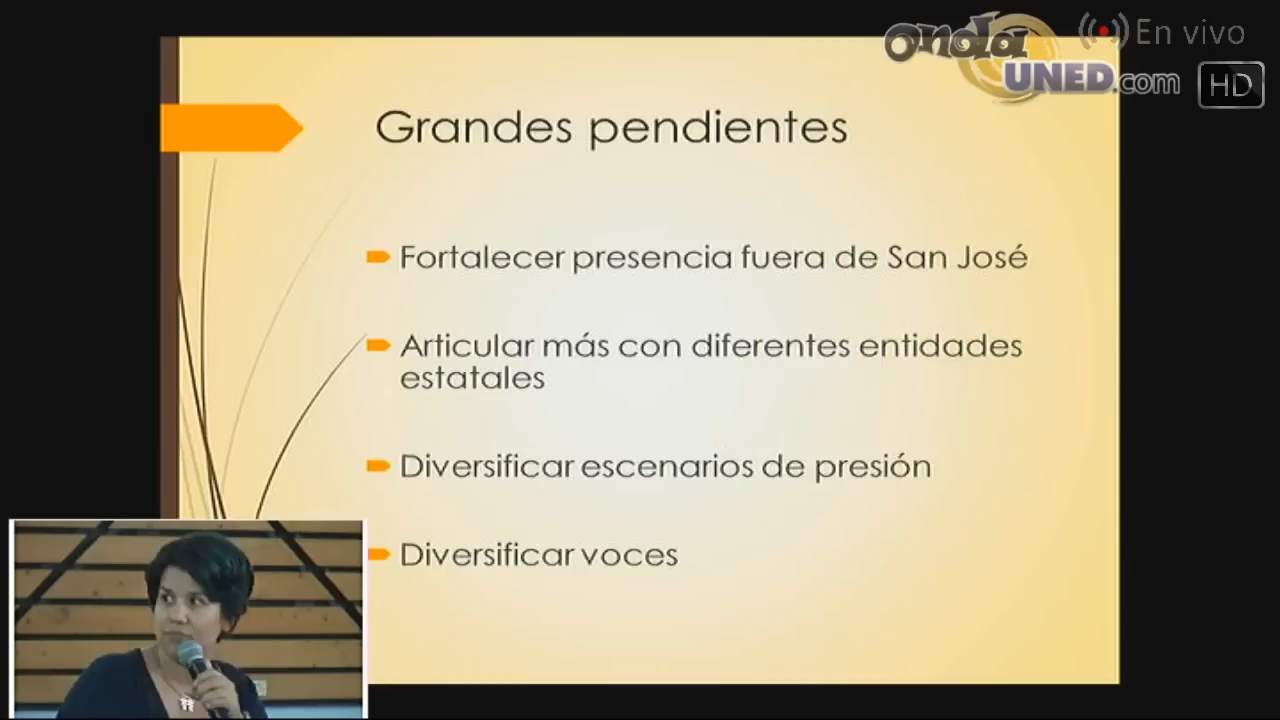 onda
UNED.com
En vivo
HD
Grandes pendientes
Fortalecer presencia fuera de San José
Articular más con diferentes entidades
estatales
Diversificar escenarios de presión
Diversificar voces